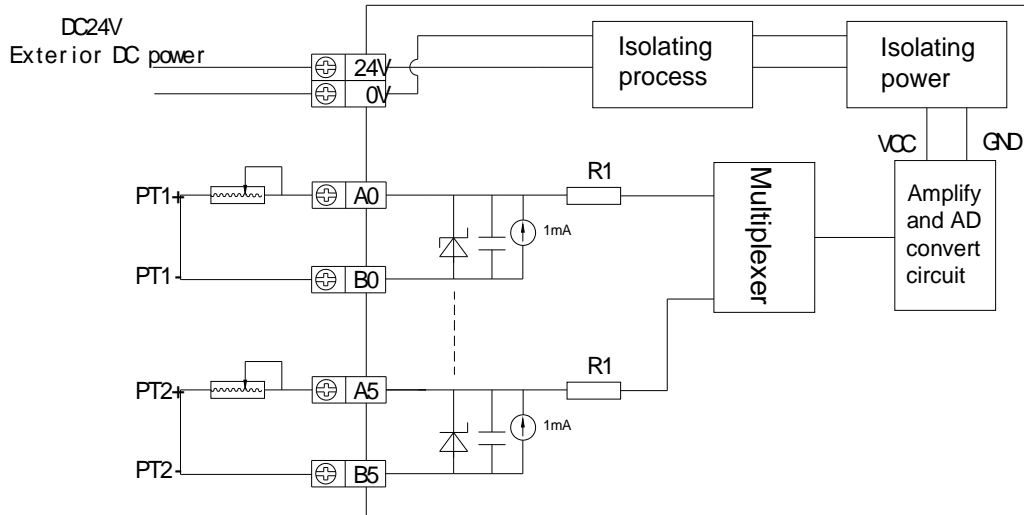 DC24V
Exterior DC power
24V
0V
Isolating
process
Isolating
power
VCC
GND
PT1+
A0
R1
1mA
Multiplexer
Amplify
and AD
convert
circuit
PT1-
B0
PT2+
A5
R1
1mA
PT2-
B5